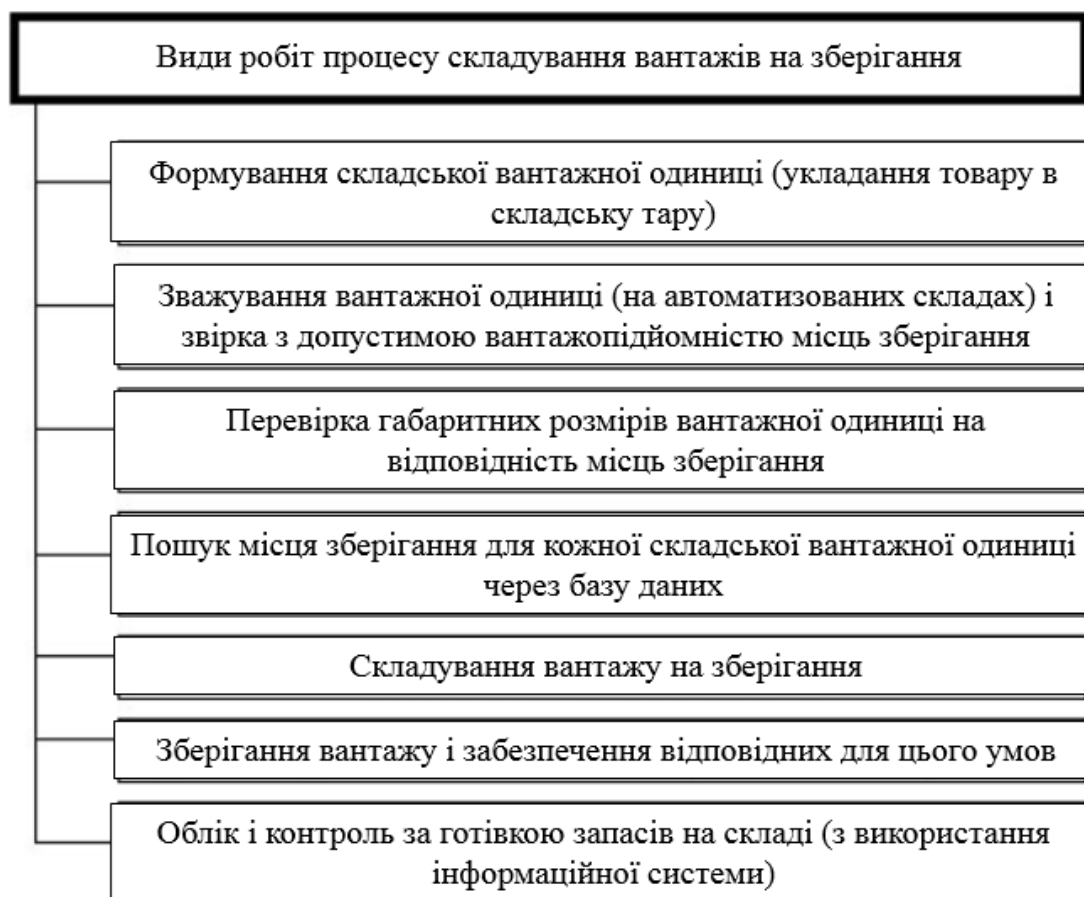 Види робіт процесу складування вантажів на зберігання
Формування складської вантажної одиниці (укладання товару в
складську тару)
Зважування вантажної одиниці (на автоматизованих складах) і
звірка з допустимою вантажопідйомністю місць зберігання
Перевірка габаритних розмірів вантажної одиниці на
відповідність місць зберігання
Пошук місця зберігання для кожної складської вантажної одиниці
через базу даних
Складування вантажу на зберігання
Зберігання вантажу і забезпечення відповідних для цього умов
Облік і контроль за готівкою запасів на складі (з використання
інформаційної системи)